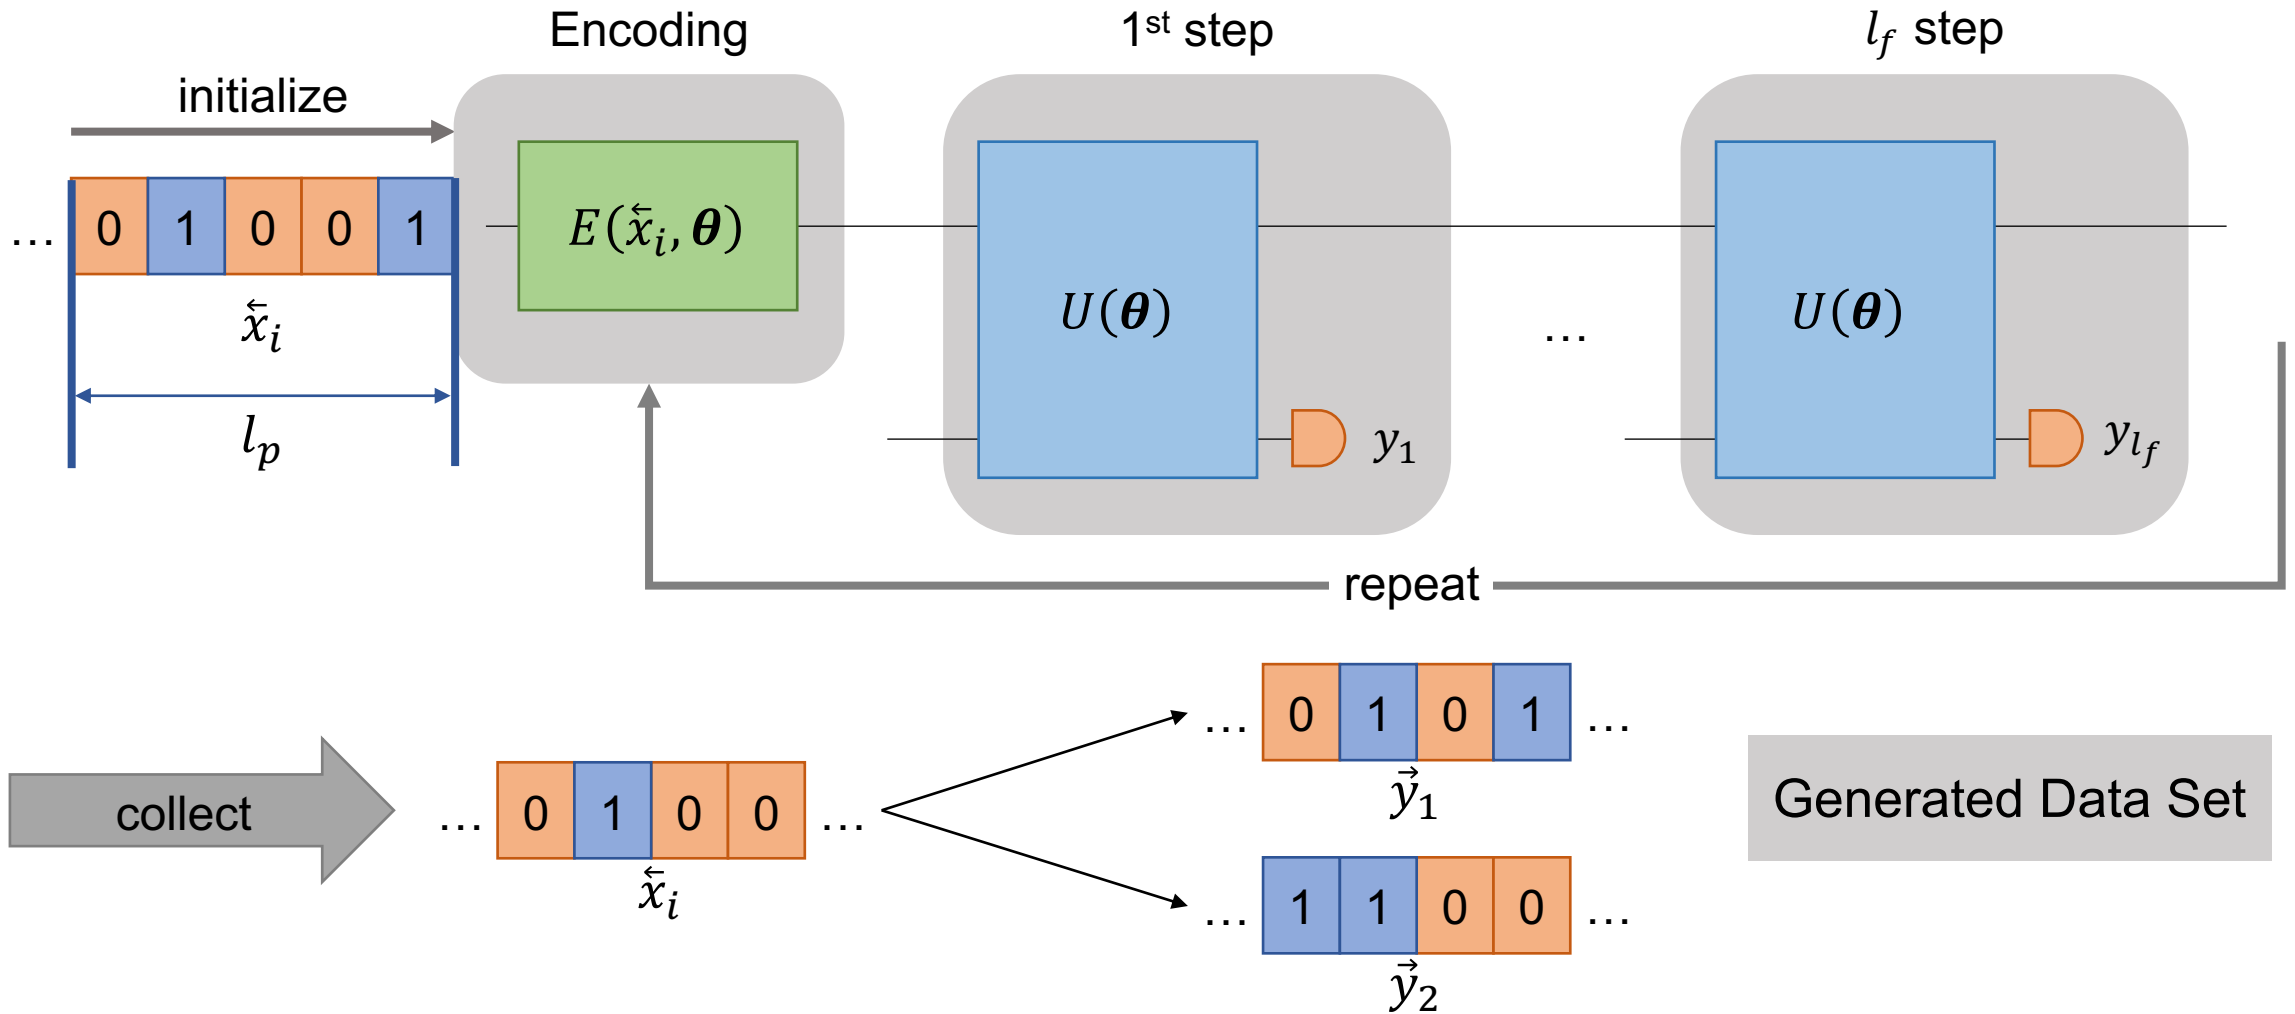 Encoding
1ˢᵗ step
l_f step
initialize
… 0 1 0 0 1
E(x⃖_i, θ)
U(θ)
…
U(θ)
x⃖_i
l_p
y_1
y_{l_f}
repeat
collect
… 0 1 0 0 …
x⃖_i
… 0 1 0 1 …
y⃗_1
… 1 1 0 0 …
y⃗_2
Generated Data Set